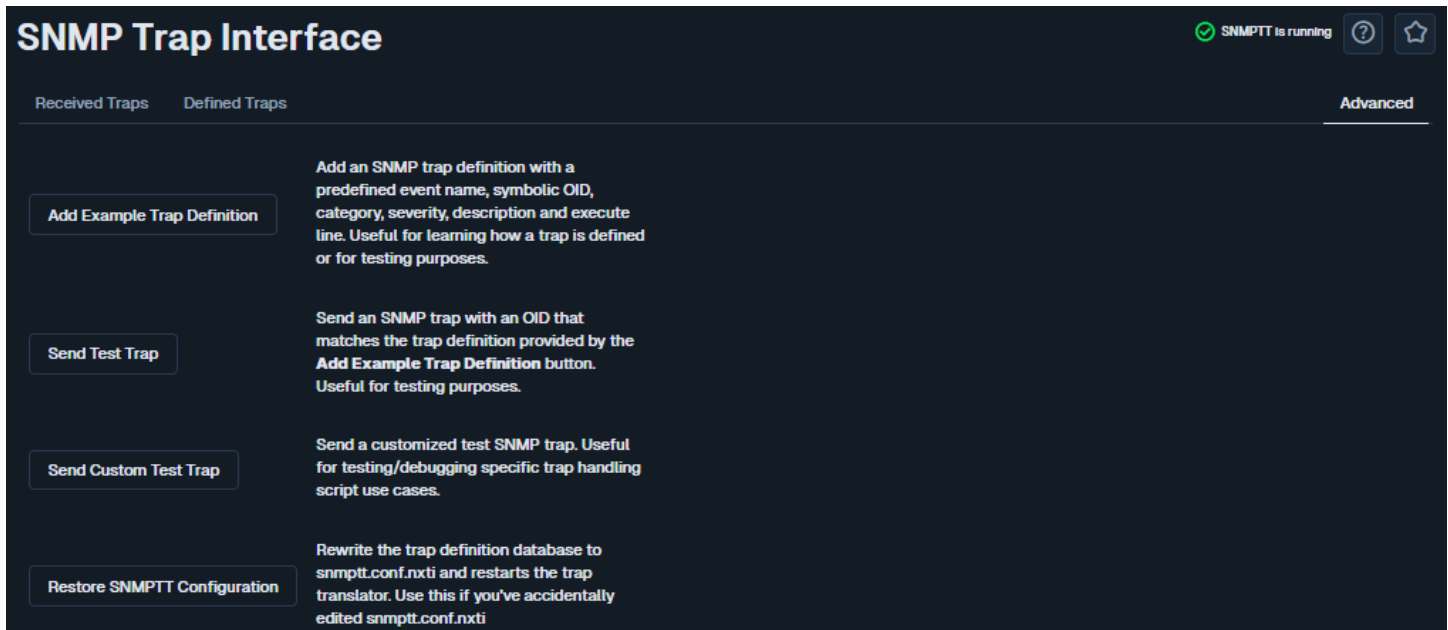 SNMP Trap Interface
SNMPTT is running
Received Traps
Defined Traps
Advanced
Add Example Trap Definition
Add an SNMP trap definition with a
predefined event name, symbolic OID,
category, severity, description and execute
line. Useful for learning how a trap is defined
or for testing purposes.
Send Test Trap
Send an SNMP trap with an OID that
matches the trap definition provided by the
Add Example Trap Definition button.
Useful for testing purposes.
Send Custom Test Trap
Send a customized test SNMP trap. Useful
for testing/debugging specific trap handling
script use cases.
Restore SNMPTT Configuration
Rewrite the trap definition database to
snmptt.conf.nxti and restarts the trap
translator. Use this if you've accidentally
edited snmptt.conf.nxti